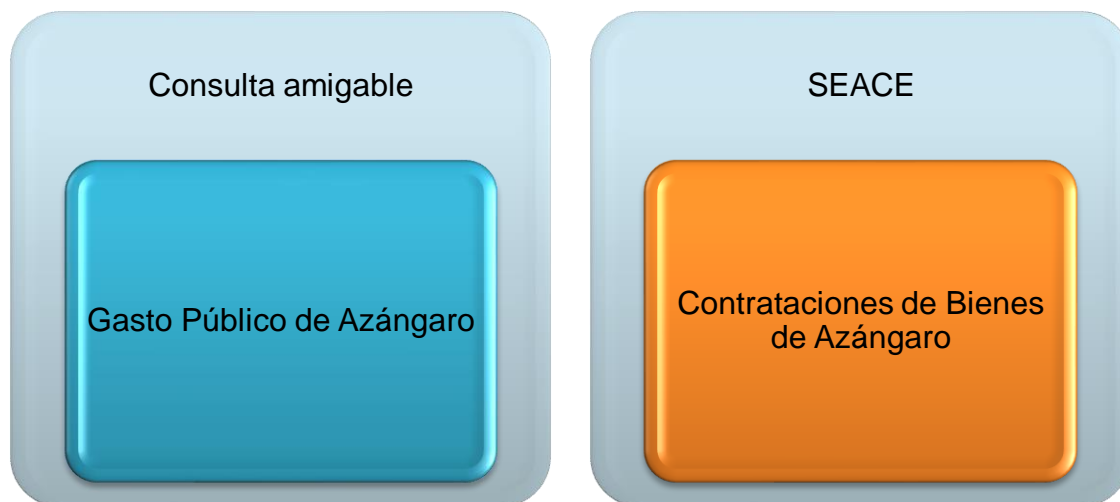 Consulta amigable
SEACE
Gasto Público de Azángaro
Contrataciones de Bienes
de Azángaro